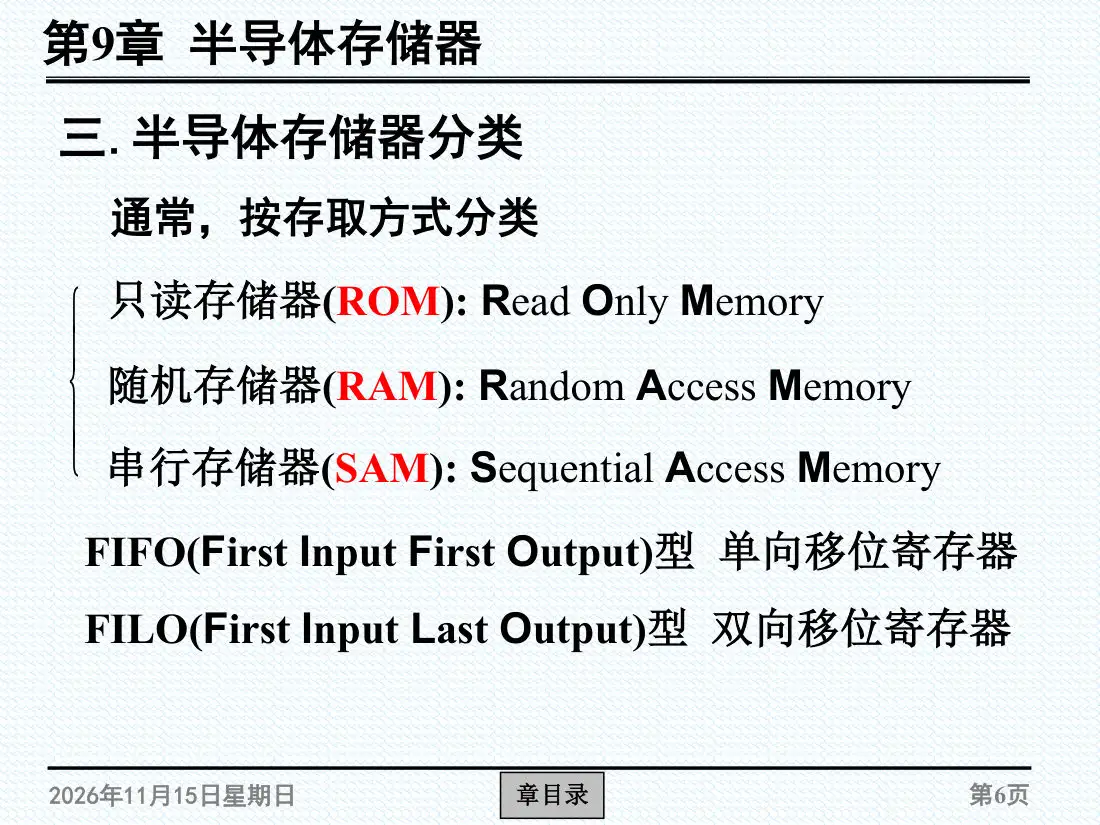 第9章 半导体存储器
三.半导体存储器分类
通常，按存取方式分类
只读存储器(ROM): Read Only Memory
随机存储器(RAM): Random Access Memory
串行存储器(SAM): Sequential Access Memory
FIFO(First Input First Output)型 单向移位寄存器
FILO(First Input Last Output)型 双向移位寄存器
2026年11月15日星期日
章目录
第6页